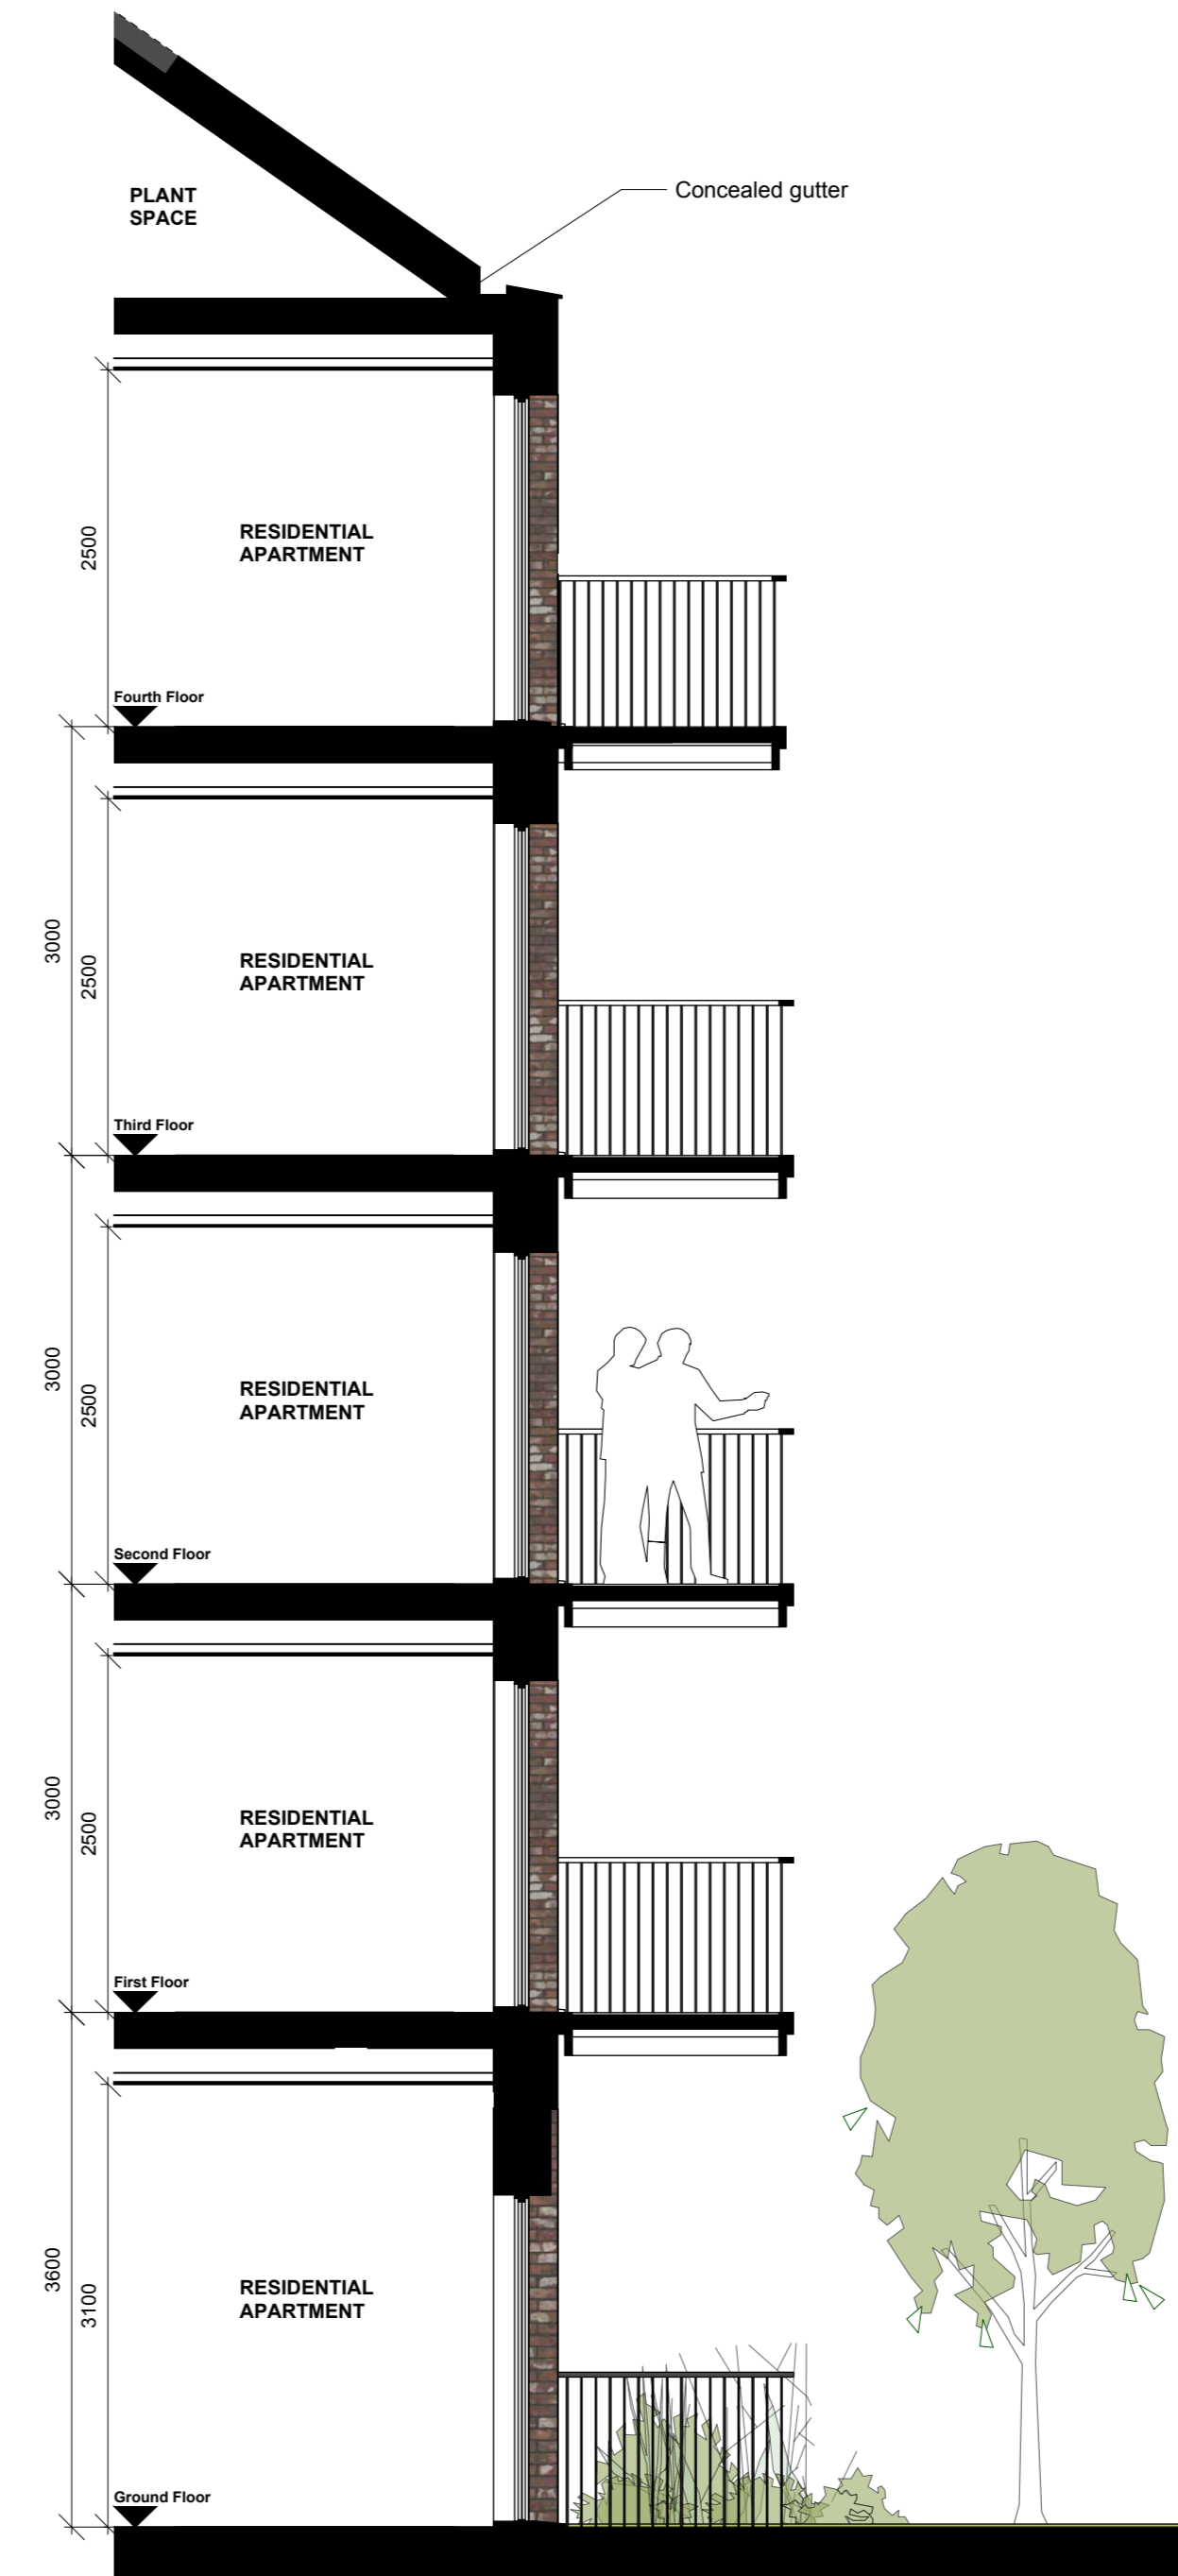 PLANT
SPACE
Concealed gutter
2500
RESIDENTIAL
APARTMENT
Fourth Floor
3000
2500
RESIDENTIAL
APARTMENT
Third Floor
3000
2500
RESIDENTIAL
APARTMENT
Second Floor
3000
2500
RESIDENTIAL
APARTMENT
First Floor
3600
3100
RESIDENTIAL
APARTMENT
Ground Floor